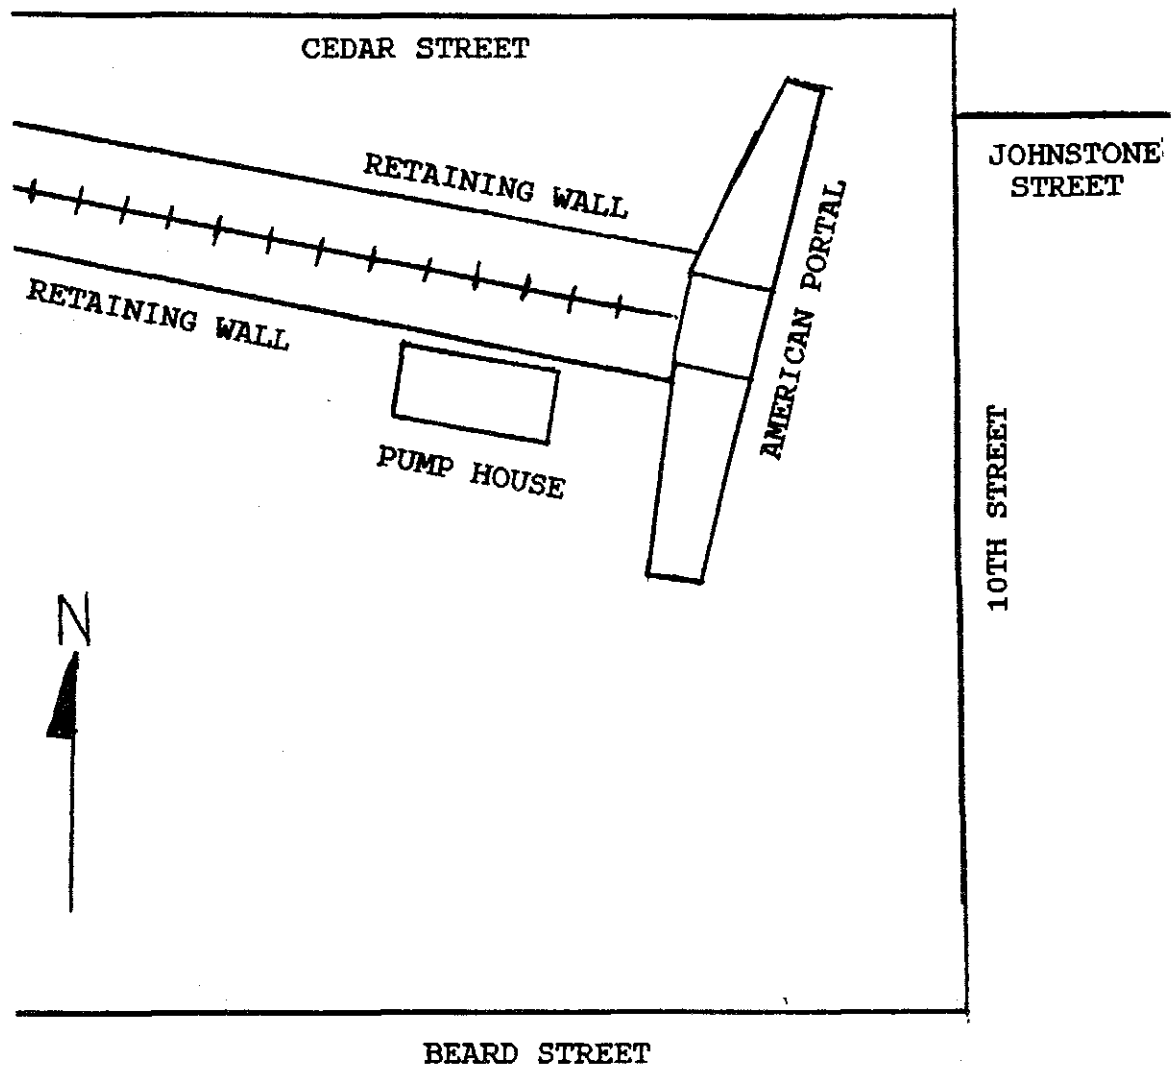 CEDAR STREET
JOHNSTONE
STREET
RETAINING WALL
RETAINING WALL
AMERICAN PORTAL
PUMP HOUSE
10TH STREET
N
BEARD STREET